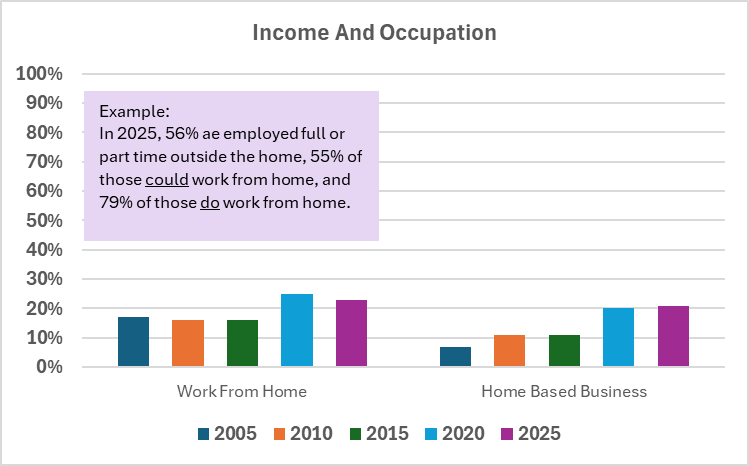 Income And Occupation
100%
90%
80%
70%
60%
50%
40%
30%
20%
10%
0%
Example:
In 2025, 56% ae employed full or
part time outside the home, 55% of
those could work from home, and
79% of those do work from home.
Work From Home
Home Based Business
2005 2010 2015 2020 2025